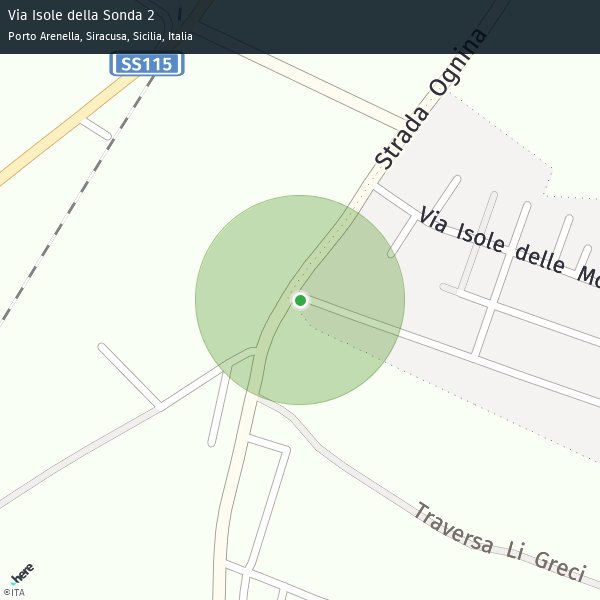 Via Isole della Sonda 2
Porto Arenella, Siracusa, Sicilia, Italia
SS115
Strada Ognina
Via Isole delle Mo
Traversa Li Greci
here
©ITA